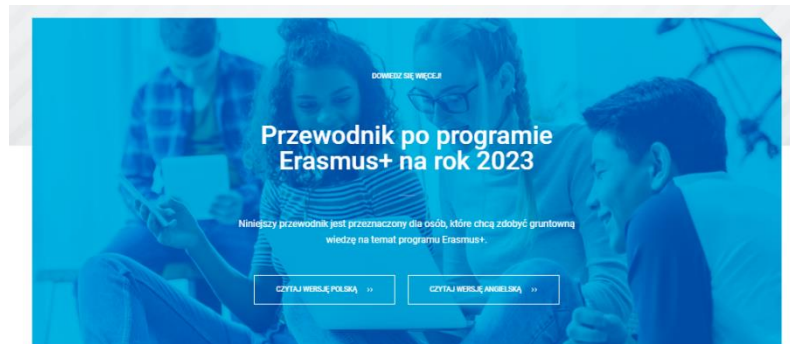 DOWIEDZ SIĘ WIĘCEJ!
Przewodnik po programie
Erasmus+ na rok 2023
Niniejszy przewodnik jest przeznaczony dla osób, które chcą zdobyć gruntowną
wiedzę na temat programu Erasmus+.
CZYTAJ WERSJĘ POLSKĄ >>
CZYTAJ WERSJĘ ANGIELSKĄ >>